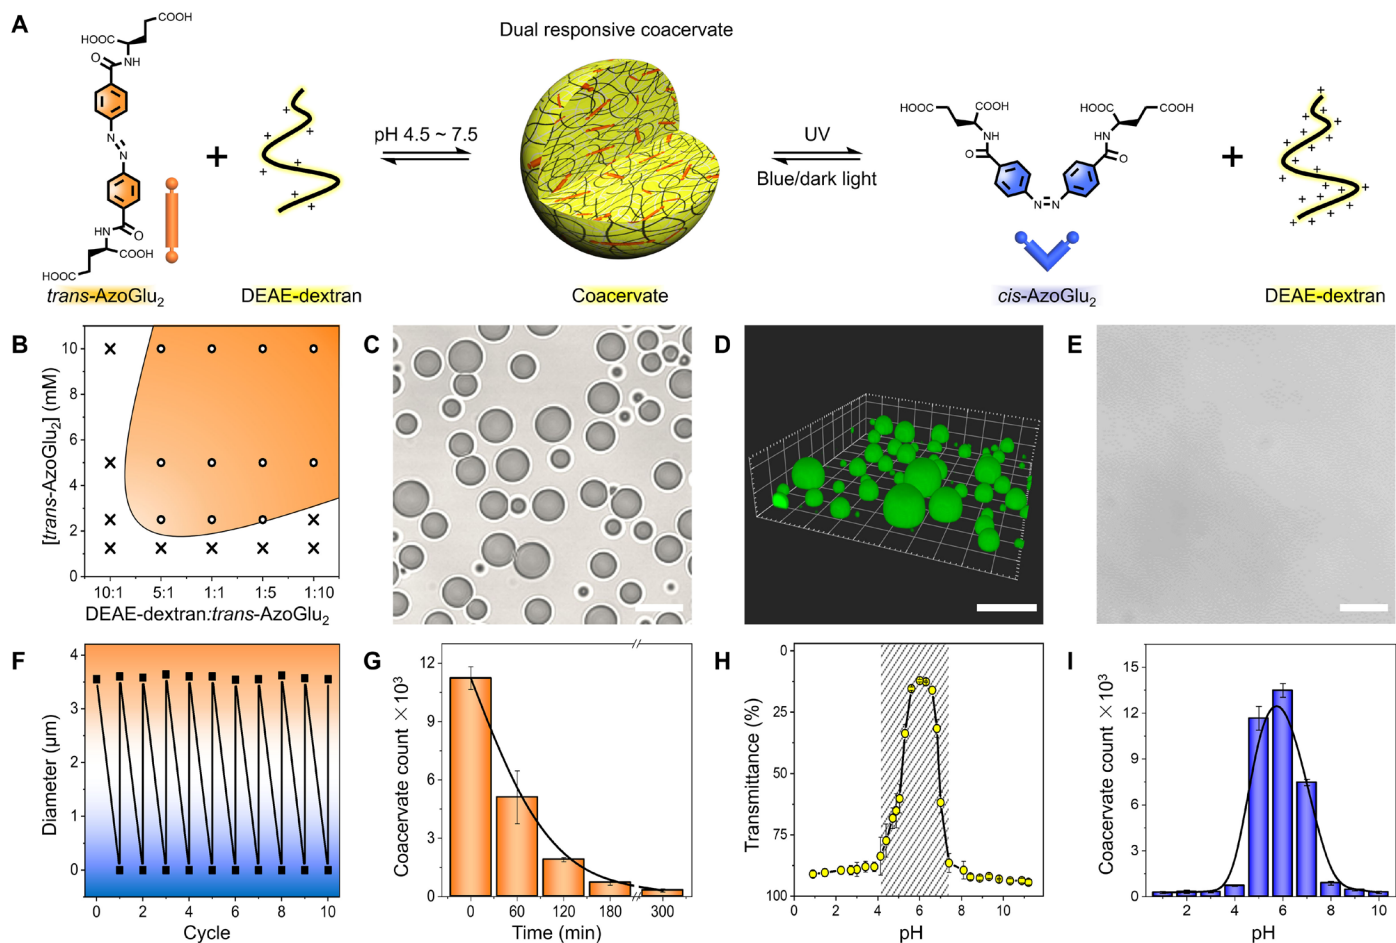 A
COOH
HOOC
NH
O
N
N
HN
O
COOH
HOOC
trans-AzoGlu2
+
+
+
+
+
+
+
DEAE-dextran
pH 4.5 ~ 7.5
Dual responsive coacervate
Coacervate
UV
Blue/dark light
HOOC
COOH
NH
O
N
N
HOOC
COOH
HN
O
cis-AzoGlu2
+
DEAE-dextran
B
10
8
6
4
2
0
[trans-AzoGlu2] (mM)
10:1
5:1
1:1
1:5
1:10
DEAE-dextran:trans-AzoGlu2
C
D
E
F
4
3
2
1
0
Diameter (μm)
0
2
4
6
8
10
Cycle
G
12
9
6
3
0
Coacervate count × 10³
0
60
120
180
300
Time (min)
H
0
25
50
75
100
Transmittance (%)
0
2
4
6
8
10
pH
I
15
12
9
6
3
0
Coacervate count × 10³
2
4
6
8
10
pH